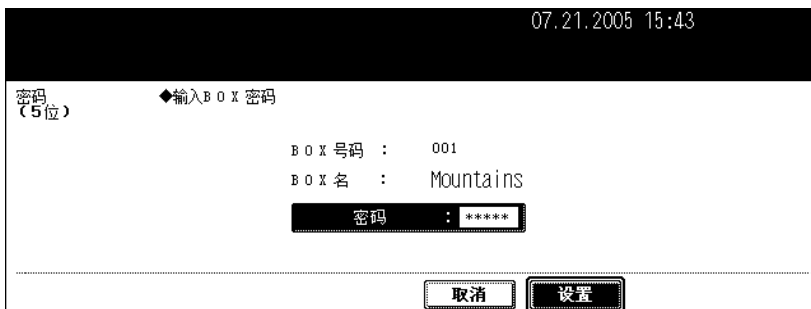 07.21.2005 15:43
密码 ◆输入BOX密码
(5位)
BOX号码 : 001
BOX名 : Mountains
密码 : *****
取消 设置